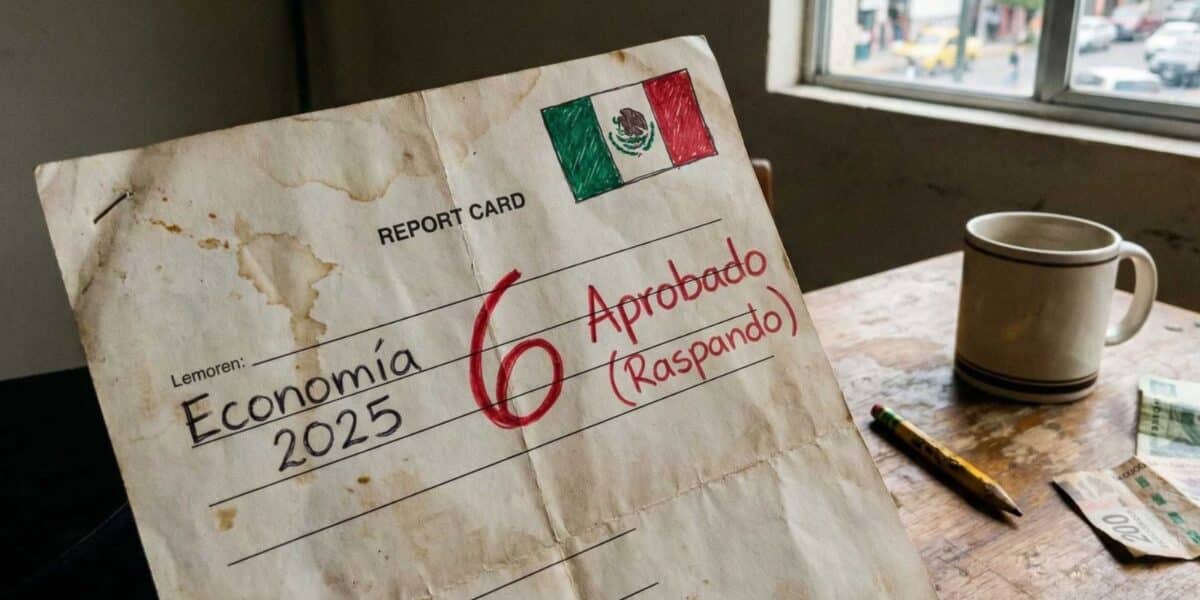 REPORT CARD
Lemoren:
Economía
2025
6
Aprobado
(Raspando)
200